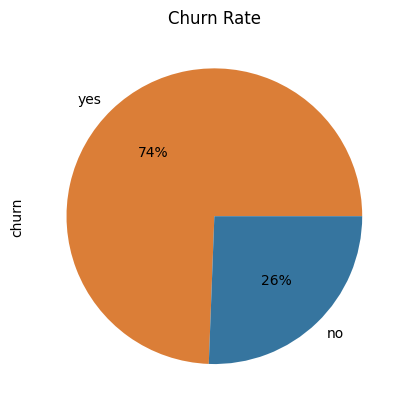 Churn Rate
yes
74%
churn
26%
no